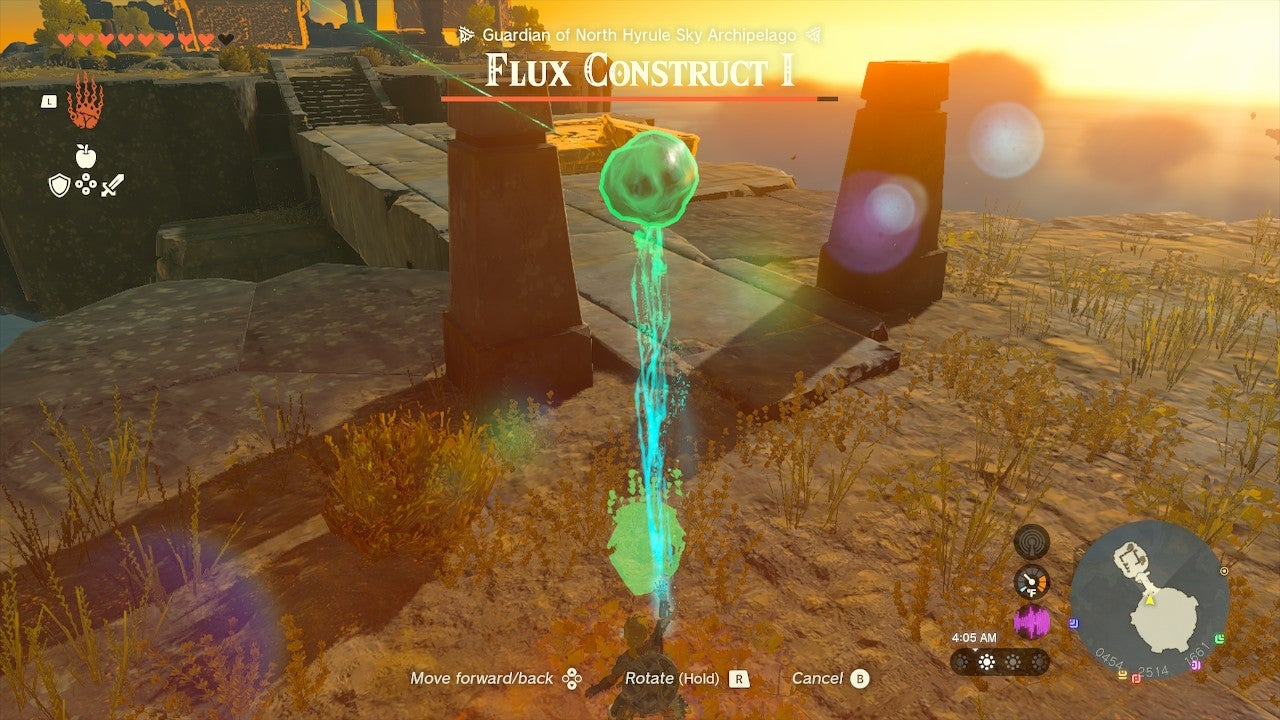 Guardian of North Hyrule Sky Archipelago
Flux Construct I
L
°F
4:05 AM
0454 2514 1661
Move forward/back
Rotate (Hold) R
Cancel B